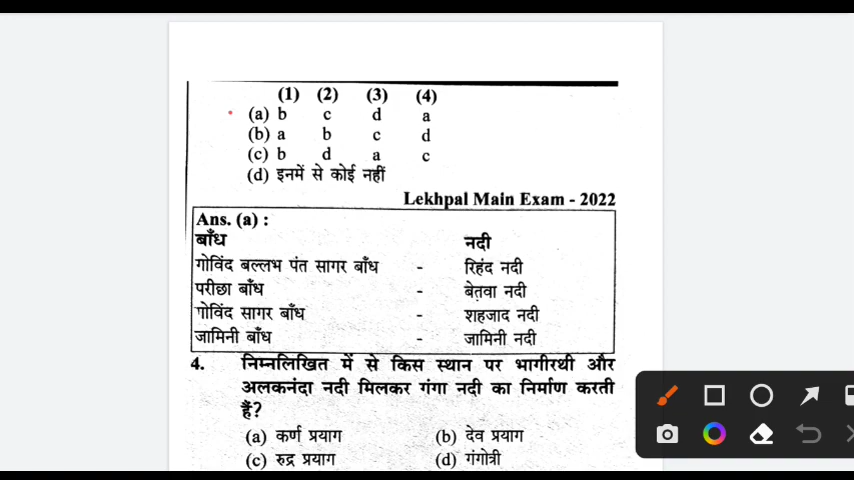 (1) (2) (3) (4)
(a) b c d a
(b) a b c d
(c) b d a c
(d) इनमें से कोई नहीं
Lekhpal Main Exam - 2022
Ans. (a) :
बाँध नदी
गोविंद बल्लभ पंत सागर बाँध - रिहंद नदी
परीछा बाँध - बेतवा नदी
गोविंद सागर बाँध - शहजाद नदी
जामिनी बाँध - जामिनी नदी
4. निम्नलिखित में से किस स्थान पर भागीरथी और
अलकनंदा नदी मिलकर गंगा नदी का निर्माण करती
हैं?
(a) कर्ण प्रयाग (b) देव प्रयाग
(c) रुद्र प्रयाग (d) गंगोत्री